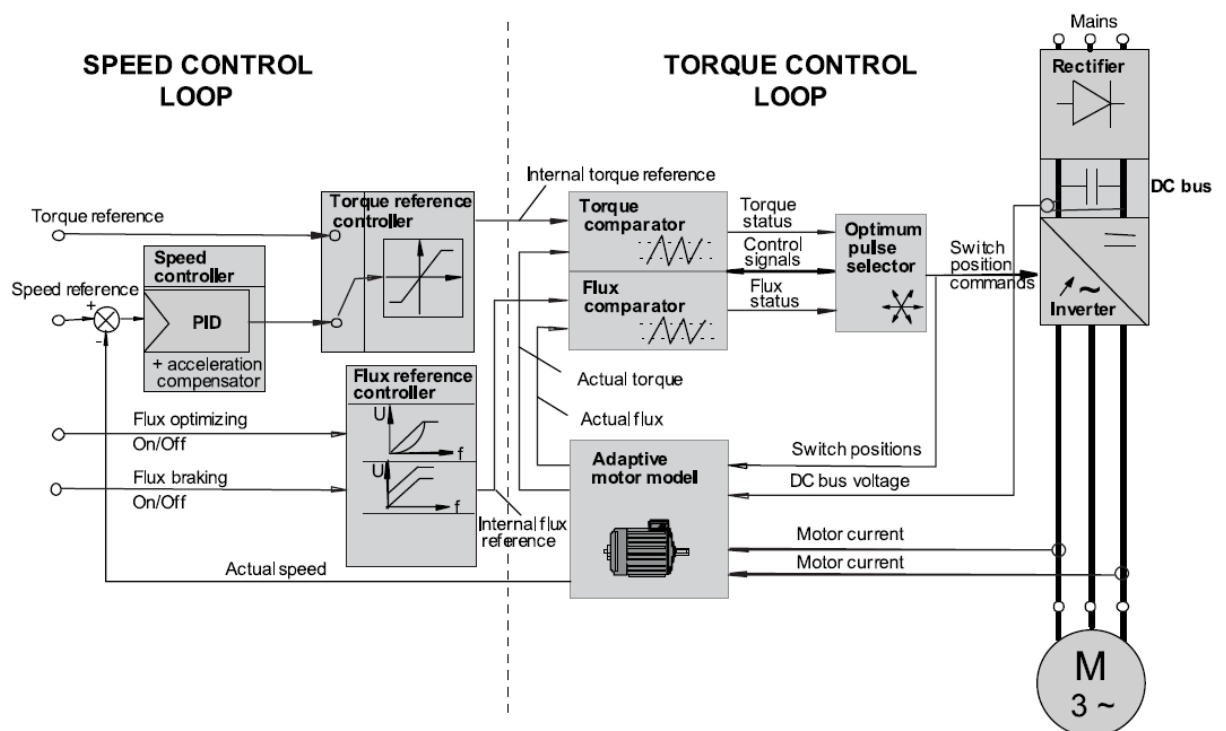 Mains
SPEED CONTROL
LOOP
TORQUE CONTROL
LOOP
Rectifier
DC bus
Internal torque reference
Torque reference
Torque reference
controller
Torque
comparator
Torque
status
Optimum
pulse
selector
Control
signals
Switch
position
commands
Speed
controller
Speed reference
+
-
PID
+ acceleration
compensator
Flux
comparator
Flux
status
~
Inverter
Flux reference
controller
U
f
U
f
Actual torque
Actual flux
Flux optimizing
On/Off
Flux braking
On/Off
Internal flux
reference
Adaptive
motor model
Switch positions
DC bus voltage
Motor current
Motor current
Actual speed
M
3 ~